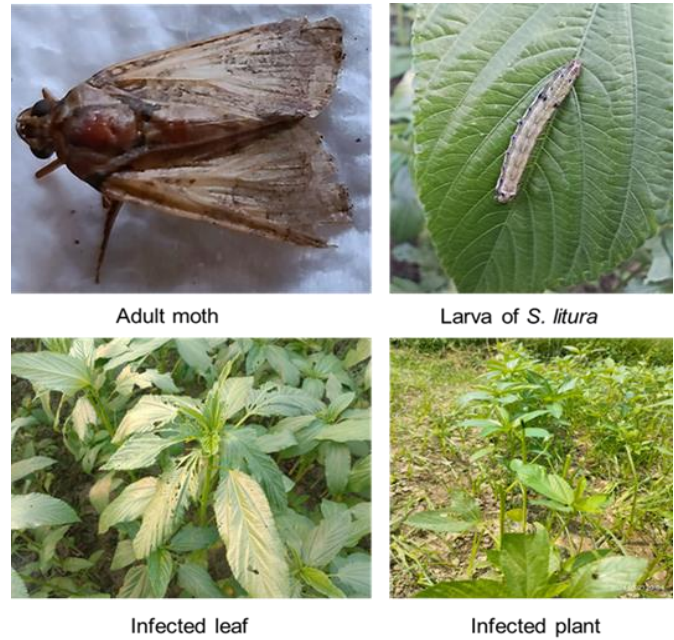 Adult moth
Larva of S. litura
Infected leaf
Infected plant